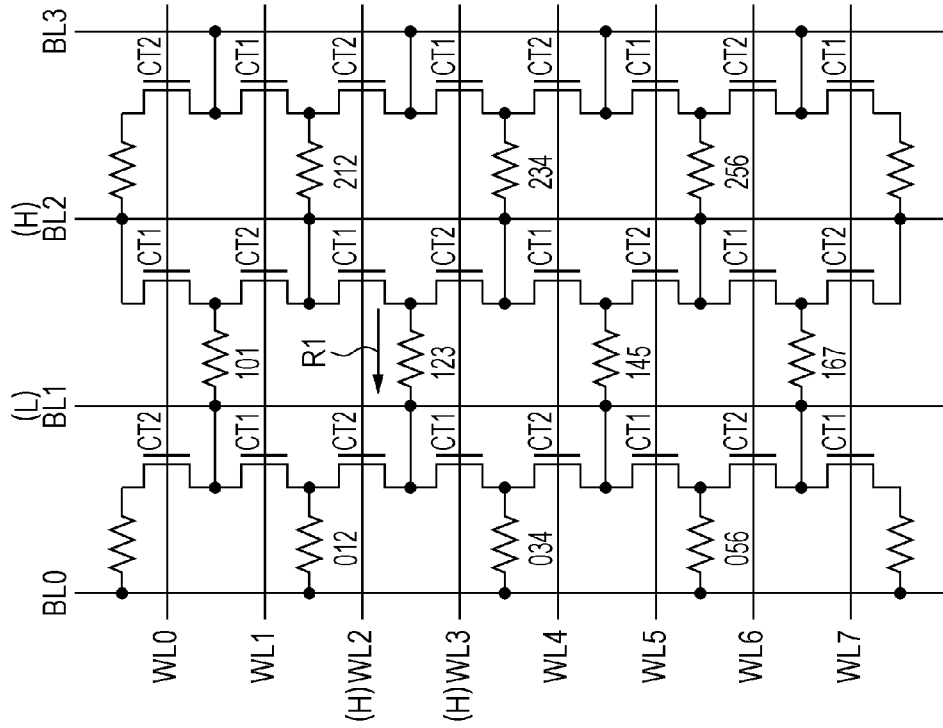 (L) (H)
BL0 BL1 BL2 BL3
WL0 CT2 CT1 CT2
101
WL1 CT1 CT2 CT1
012 R1 212
(H) WL2 CT2 CT1 CT2
123
(H) WL3 CT1 CT2 CT1
034 234
WL4 CT2 CT1 CT2
145
WL5 CT1 CT2 CT1
056 256
WL6 CT2 CT1 CT2
167
WL7 CT1 CT2 CT1